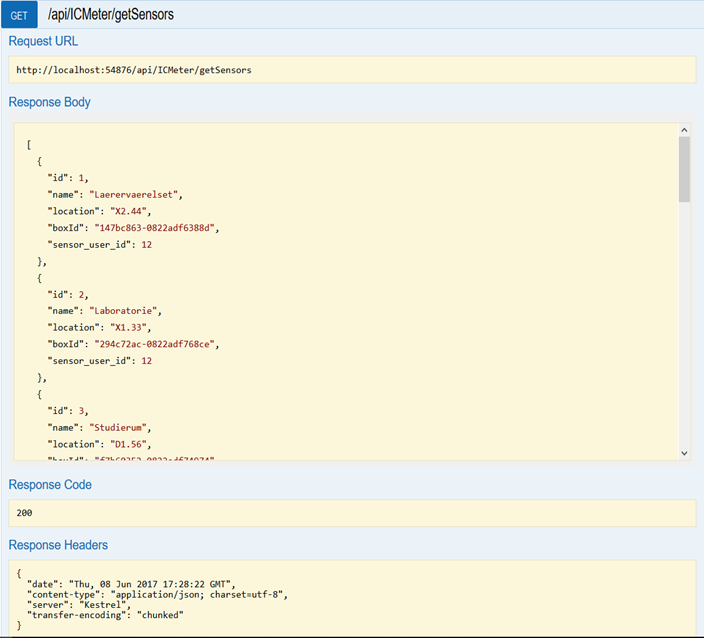 GET /api/ICMeter/getSensors
Request URL
http://localhost:54876/api/ICMeter/getSensors
Response Body
[
{
"id": 1,
"name": "Laerervaerelset",
"location": "X2.44",
"boxId": "147bc863-0822adf6388d",
"sensor_user_id": 12
},
{
"id": 2,
"name": "Laboratorie",
"location": "X1.33",
"boxId": "294c72ac-0822adf768ce",
"sensor_user_id": 12
},
{
"id": 3,
"name": "Studierum",
"location": "D1.56",
"boxId":
Response Code
200
Response Headers
{
"date": "Thu, 08 Jun 2017 17:28:22 GMT",
"content-type": "application/json; charset=utf-8",
"server": "Kestrel",
"transfer-encoding": "chunked"
}